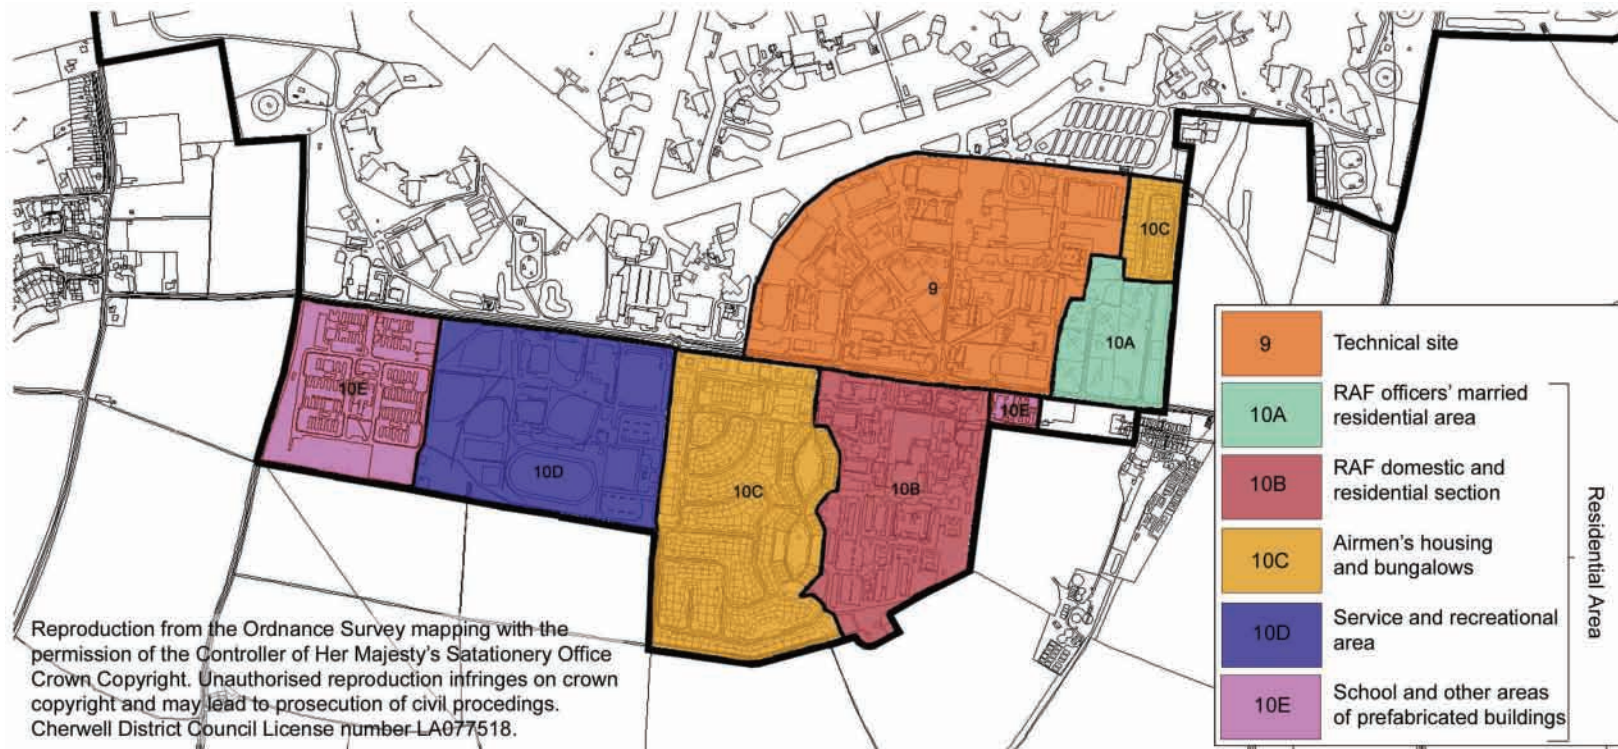 10C
9
10A
10E
10E
10D
10C
10B
9 Technical site
10A RAF officers' married
residential area
10B RAF domestic and
residential section
10C Airmen's housing
and bungalows
10D Service and recreational
area
10E School and other areas
of prefabricated buildings
Residential Area
Reproduction from the Ordnance Survey mapping with the
permission of the Controller of Her Majesty's Satationery Office
Crown Copyright. Unauthorised reproduction infringes on crown
copyright and may lead to prosecution of civil procedings.
Cherwell District Council License number LA077518.